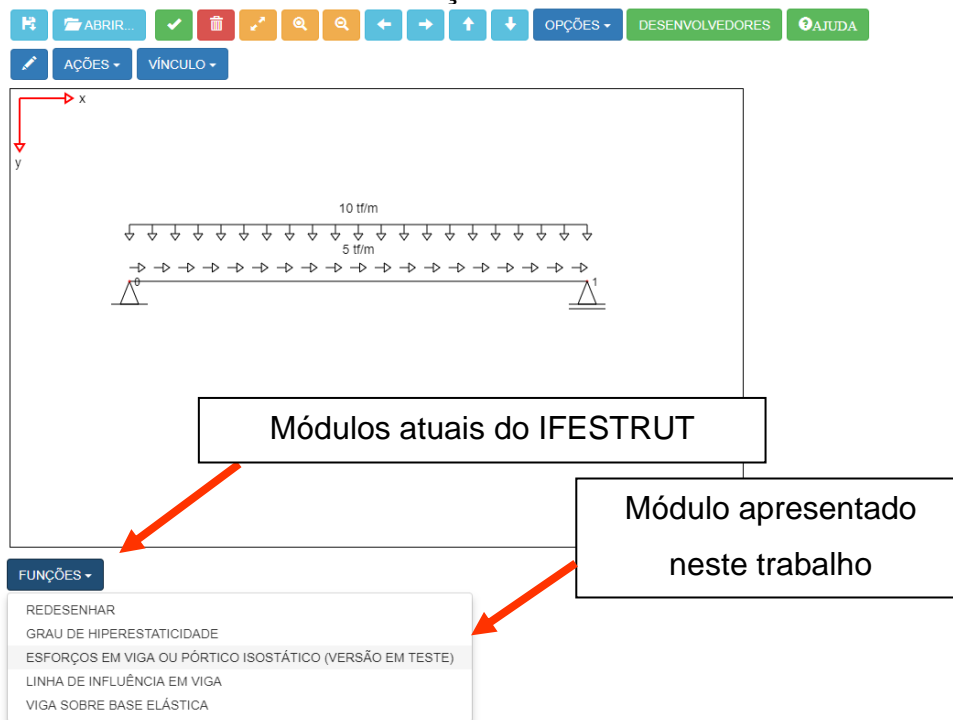 ABRIR... OPÇÕES DESENVOLVEDORES AJUDA
AÇÕES VÍNCULO
x
y
10 tf/m
5 tf/m
0 1
Módulos atuais do IFESTRUT
Módulo apresentado
neste trabalho
FUNÇÕES
REDESENHAR
GRAU DE HIPERESTATICIDADE
ESFORÇOS EM VIGA OU PÓRTICO ISOSTÁTICO (VERSÃO EM TESTE)
LINHA DE INFLUÊNCIA EM VIGA
VIGA SOBRE BASE ELÁSTICA